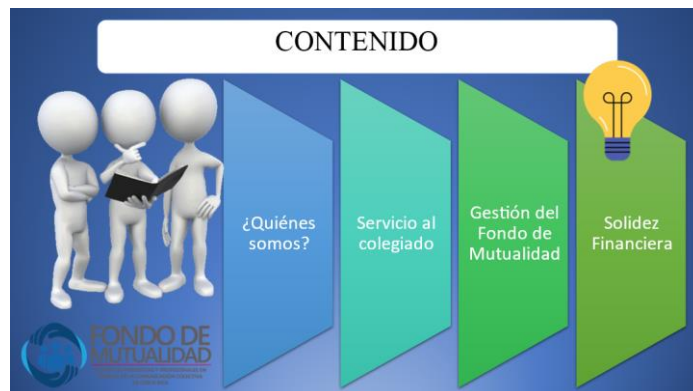 CONTENIDO
¿Quiénes
somos?
Servicio al
colegiado
Gestión del
Fondo de
Mutualidad
Solidez
Financiera
FONDO DE
MUTUALIDAD